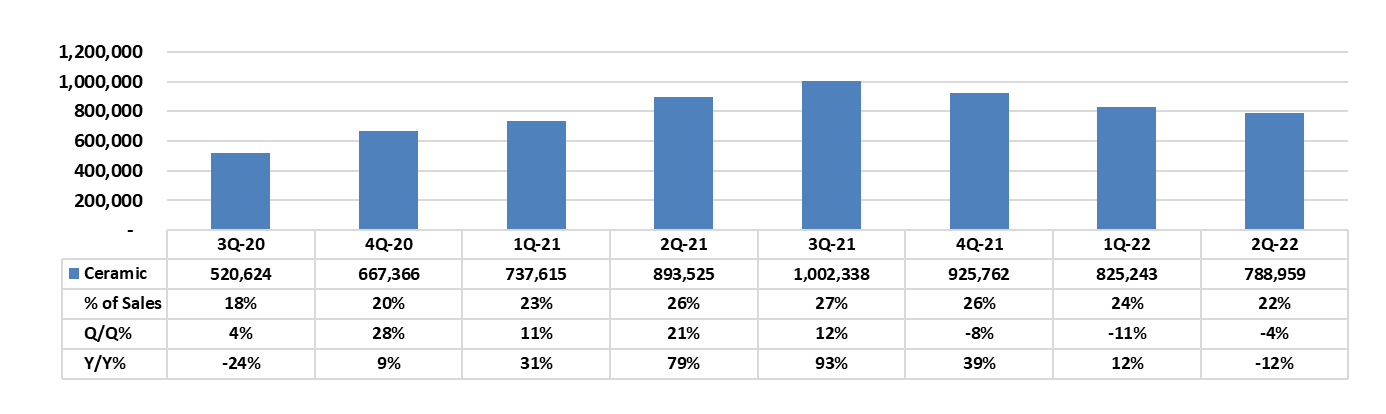 1,200,000
1,000,000
800,000
600,000
400,000
200,000
-
3Q-20 4Q-20 1Q-21 2Q-21 3Q-21 4Q-21 1Q-22 2Q-22
Ceramic 520,624 667,366 737,615 893,525 1,002,338 925,762 825,243 788,959
% of Sales 18% 20% 23% 26% 27% 26% 24% 22%
Q/Q% 4% 28% 11% 21% 12% -8% -11% -4%
Y/Y% -24% 9% 31% 79% 93% 39% 12% -12%